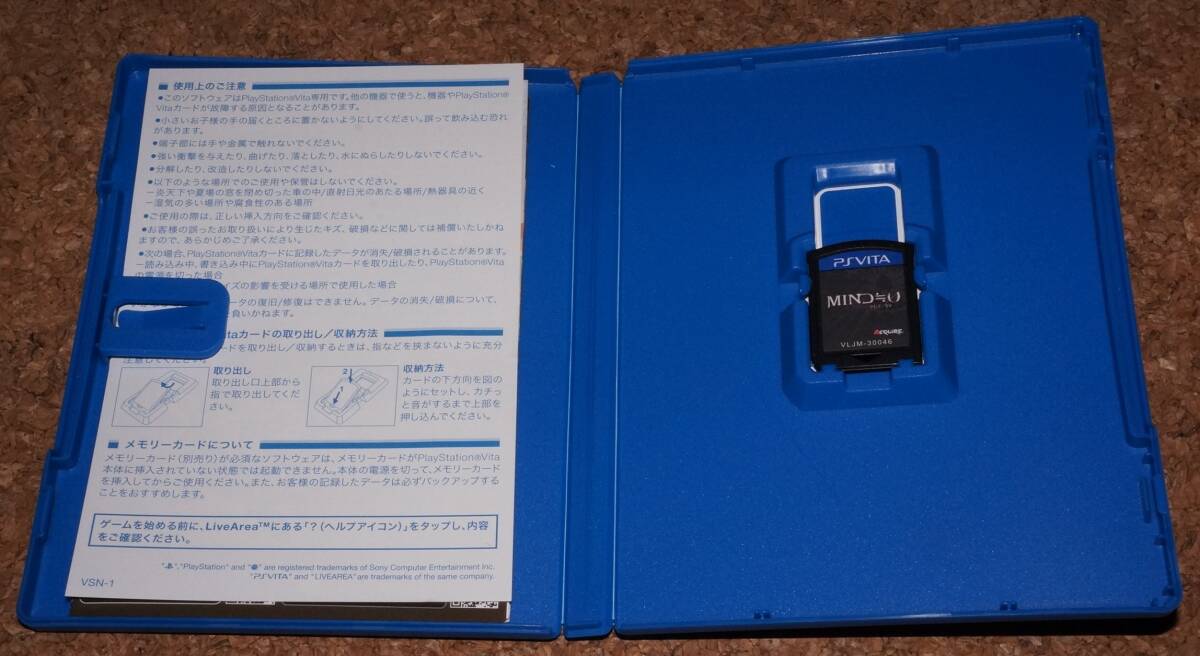 ■ 使用上のご注意
●このソフトウェアはPlayStation®Vita専用です。他の機器で使うと、機器やPlayStation®
Vitaカードが故障する原因となることがあります。
●小さいお子様の手の届くところに置かないようにしてください。誤って飲み込む恐れ
があります。
●端子部には手や金属で触れないでください。
●強い衝撃を与えたり、曲げたり、落としたり、水にぬらしたりしないでください。
●分解したり、改造したりしないでください。
●以下のような場所でのご使用や保管はしないでください。
－炎天下や夏場の窓を閉め切った車の中/直射日光のあたる場所/熱器具の近く
－湿気の多い場所や腐食性のある場所
●ご使用の際は、正しい挿入方向をご確認ください。
●お客様の誤ったお取り扱いにより生じたキズ、破損などに関しては補償いたしかね
ますので、あらかじめご了承ください。
●次の場合、PlayStation®Vitaカードに記録したデータが消失/破損されることがあります。
－読み込み中、書き込み中にPlayStation®Vitaカードを取り出したり、PlayStation®Vita
の電源を切った場合
イズの影響を受ける場所で使用した場合
ータの復旧/修復はできません。データの消失/破損について、
負いかねます。
itaカードの取り出し／収納方法
ードを取り出し／収納するときは、指などを挟まないように充分
注意してください。
取り出し
取り出し口上部から
指で取り出してくだ
さい。
1
2
収納方法
カードの下方向を図の
ようにセットし、カチっ
と音がするまで上部を
押し込んでください。
■ メモリーカードについて
メモリーカード(別売り)が必須なソフトウェアは、メモリーカードがPlayStation®Vita
本体に挿入されていない状態では起動できません。本体の電源を切って、メモリーカード
を挿入してからご使用ください。また、お客様の記録したデータは必ずバックアップする
ことをおすすめします。
ゲームを始める前に、LiveArea™にある「？(ヘルプアイコン)」をタップし、内容
をご確認ください。
" ", "PlayStation" and " " are registered trademarks of Sony Computer Entertainment Inc.
"PSVITA" and "LIVEAREA" are trademarks of the same company.
VSN-1
PSVITA
MIND≒0
ACQUIRE
VLJM-30046